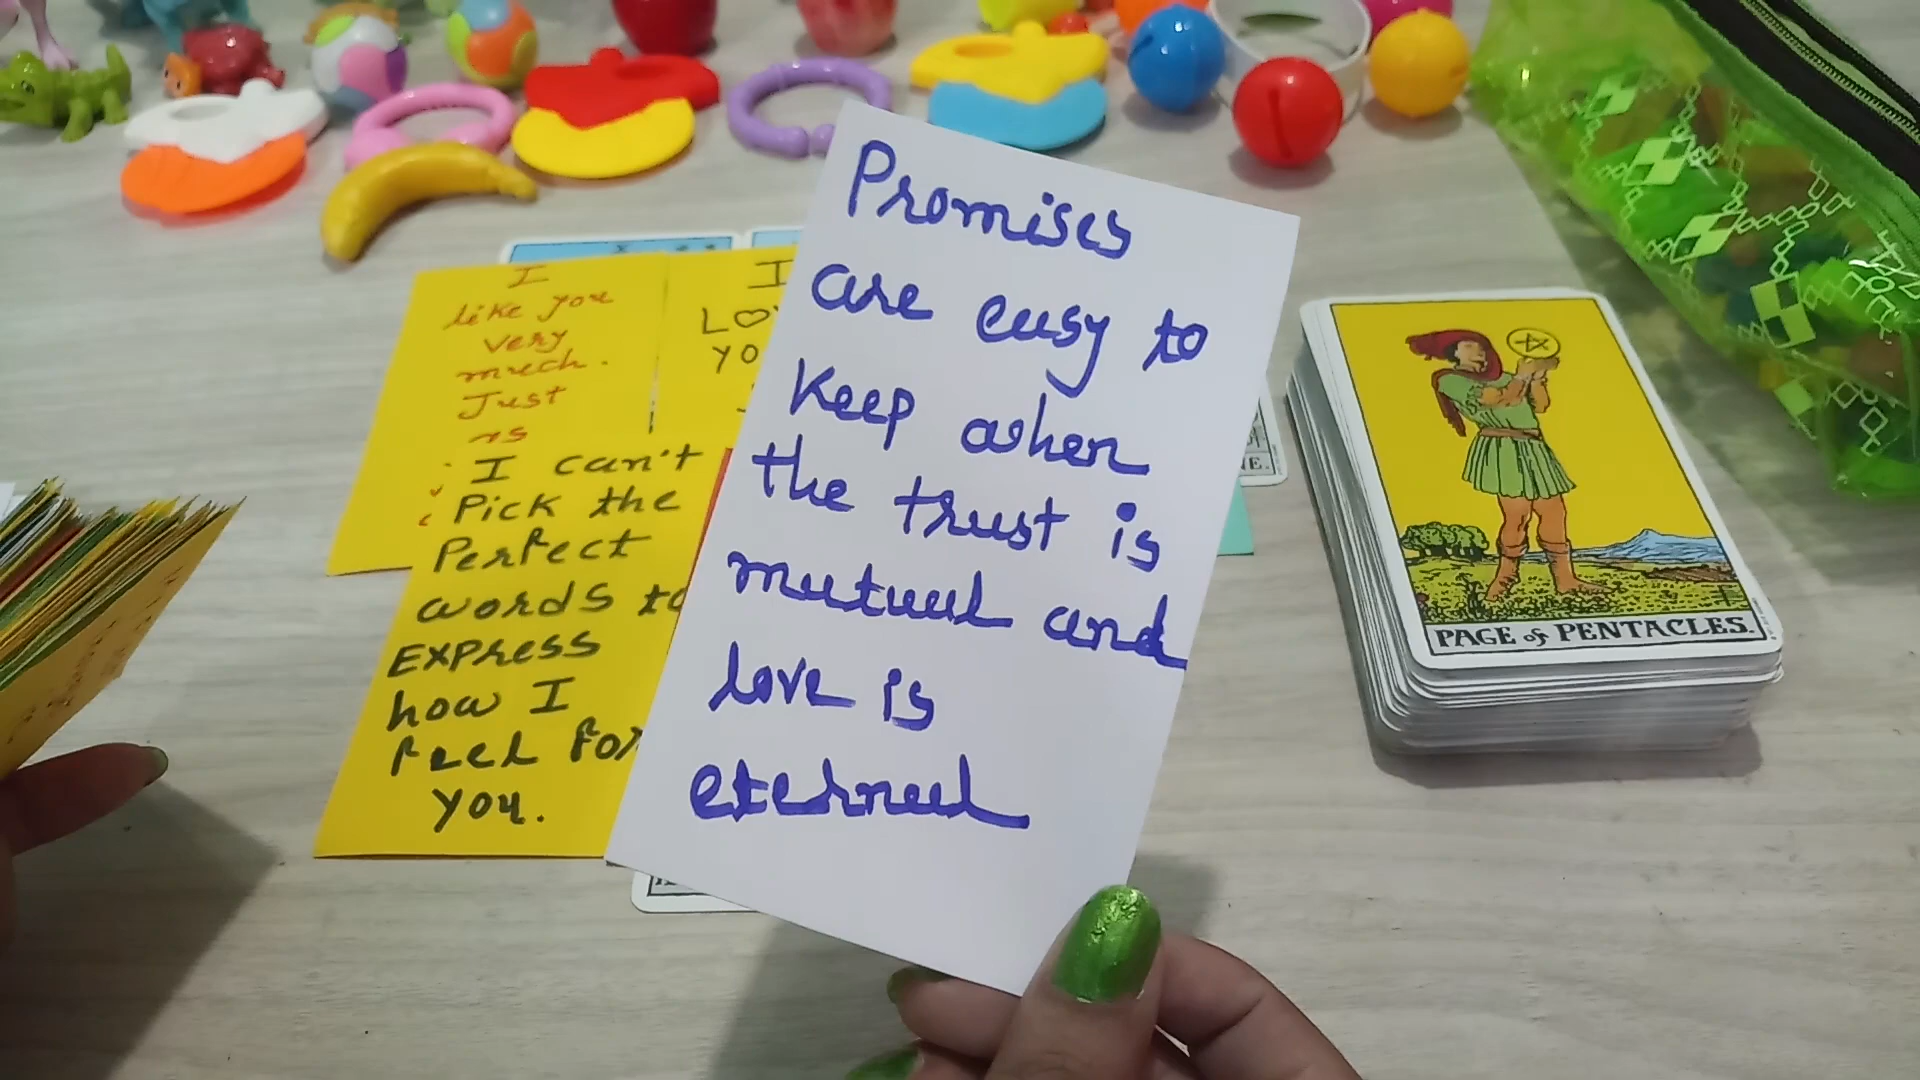 Promises
are easy to
keep when
the trust is
mutual and
love is
eternal
I
like you
very
much.
Just
as
I
LO
YO
I can't
Pick the
Perfect
words to
Express
how I
feel for
you.
NE.
PAGE of PENTACLES.